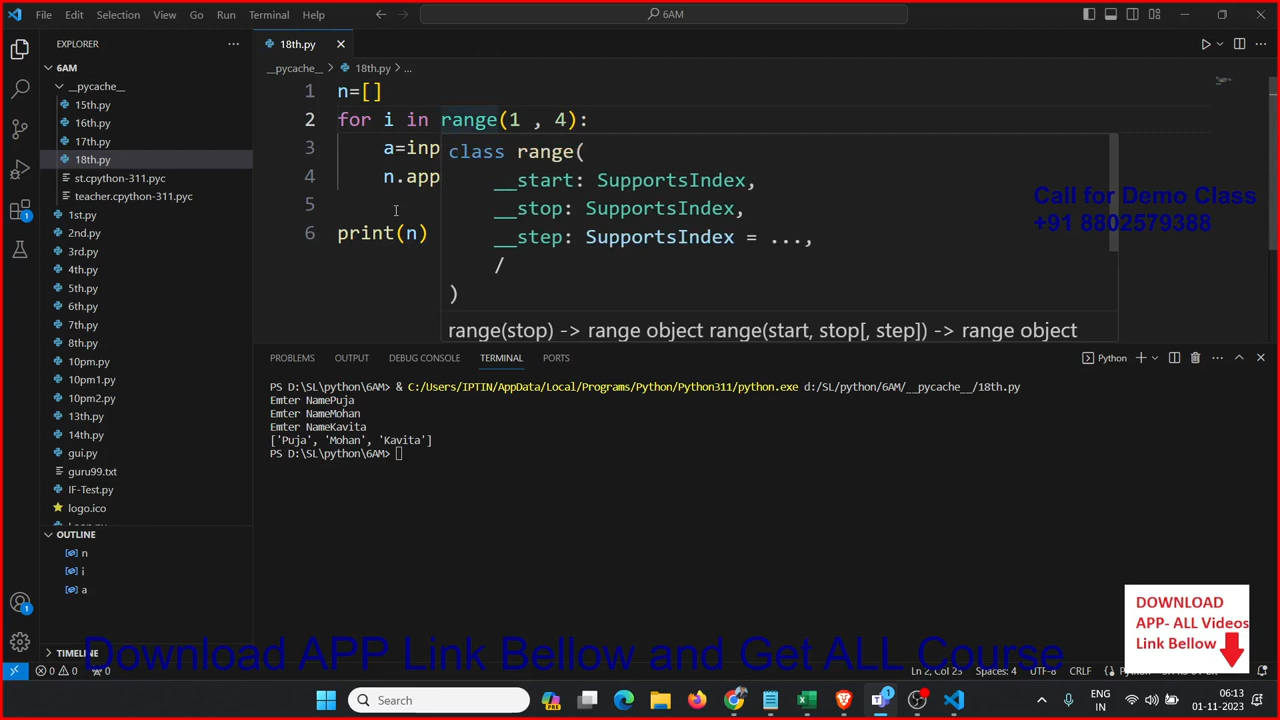 File Edit Selection View Go Run Terminal Help
6AM
EXPLORER
18th.py
6AM
__pycache__
15th.py
16th.py
17th.py
18th.py
st.cpython-311.pyc
teacher.cpython-311.pyc
1st.py
2nd.py
3rd.py
4th.py
5th.py
6th.py
7th.py
8th.py
10pm.py
10pm1.py
10pm2.py
13th.py
14th.py
gui.py
guru99.txt
IF-Test.py
logo.ico
OUTLINE
n
i
a
TIMELINE
__pycache__ > 18th.py > ...
1 n=[]
2 for i in range(1 , 4):
3 a=inp
4 n.app
5
6 print(n)
class range(
__start: SupportsIndex,
__stop: SupportsIndex,
__step: SupportsIndex = ...,
/
)
range(stop) -> range object range(start, stop[, step]) -> range object
Call for Demo Class
+91 8802579388
PROBLEMS OUTPUT DEBUG CONSOLE TERMINAL PORTS
Python
PS D:\SL\python\6AM> & C:/Users/IPTIN/AppData/Local/Programs/Python/Python311/python.exe d:/SL/python/6AM/__pycache__/18th.py
Emter NamePuja
Emter NameMohan
Emter NameKavita
['Puja', 'Mohan', 'Kavita']
PS D:\SL\python\6AM>
DOWNLOAD
APP- ALL Videos
Link Bellow
Download APP Link Bellow and Get ALL Course
0 0 0
Ln 2, Col 23 Spaces: 4 UTF-8 CRLF
Search
ENG
IN
06:13
01-11-2023